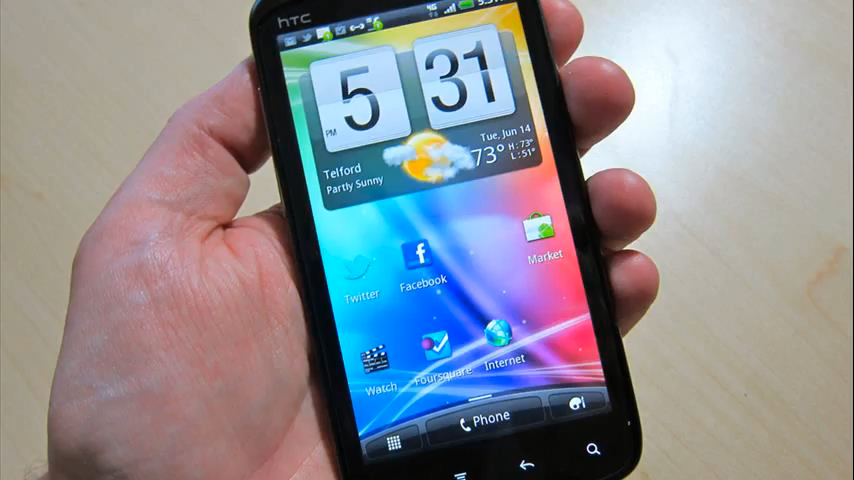 hTC
4G
5
31
PM
Tue, Jun 14
Telford
Partly Sunny
73°
H: 73°
L: 51°
Twitter
Facebook
Market
Watch
Foursquare
Internet
Phone